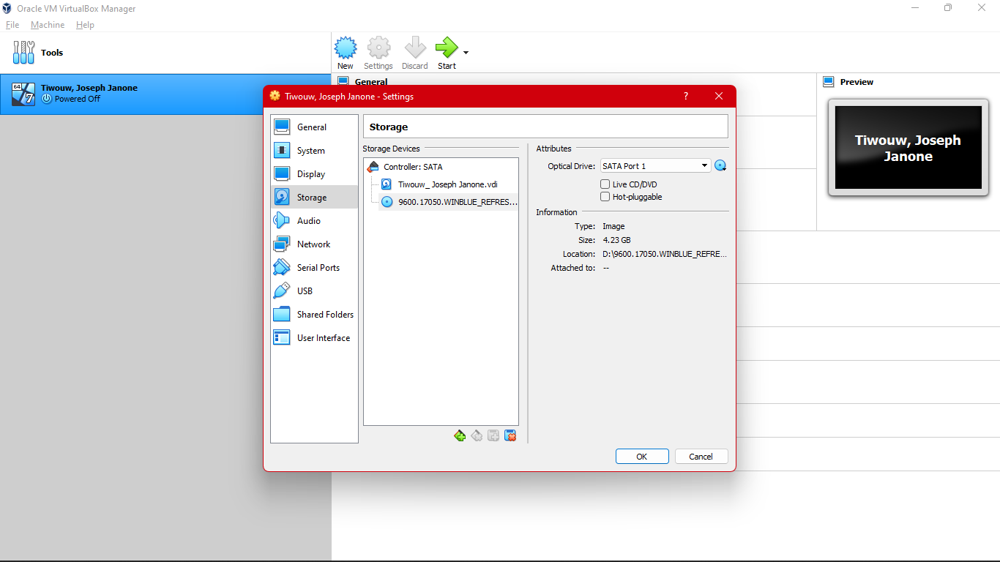 Oracle VM VirtualBox Manager
File Machine Help
Tools
New Settings Discard Start
64 7
Tiwouw, Joseph Janone
Powered Off
General
Preview
Tiwouw, Joseph
Janone
Tiwouw, Joseph Janone - Settings ?
General
System
Display
Storage
Audio
Network
Serial Ports
USB
Shared Folders
User Interface
Storage
Storage Devices
Controller: SATA
Tiwouw_ Joseph Janone.vdi
9600.17050.WINBLUE_REFRES...
Attributes
Optical Drive: SATA Port 1
Live CD/DVD
Hot-pluggable
Information
Type: Image
Size: 4.23 GB
Location: D:\9600.17050.WINBLUE_REFRE...
Attached to: --
OK Cancel